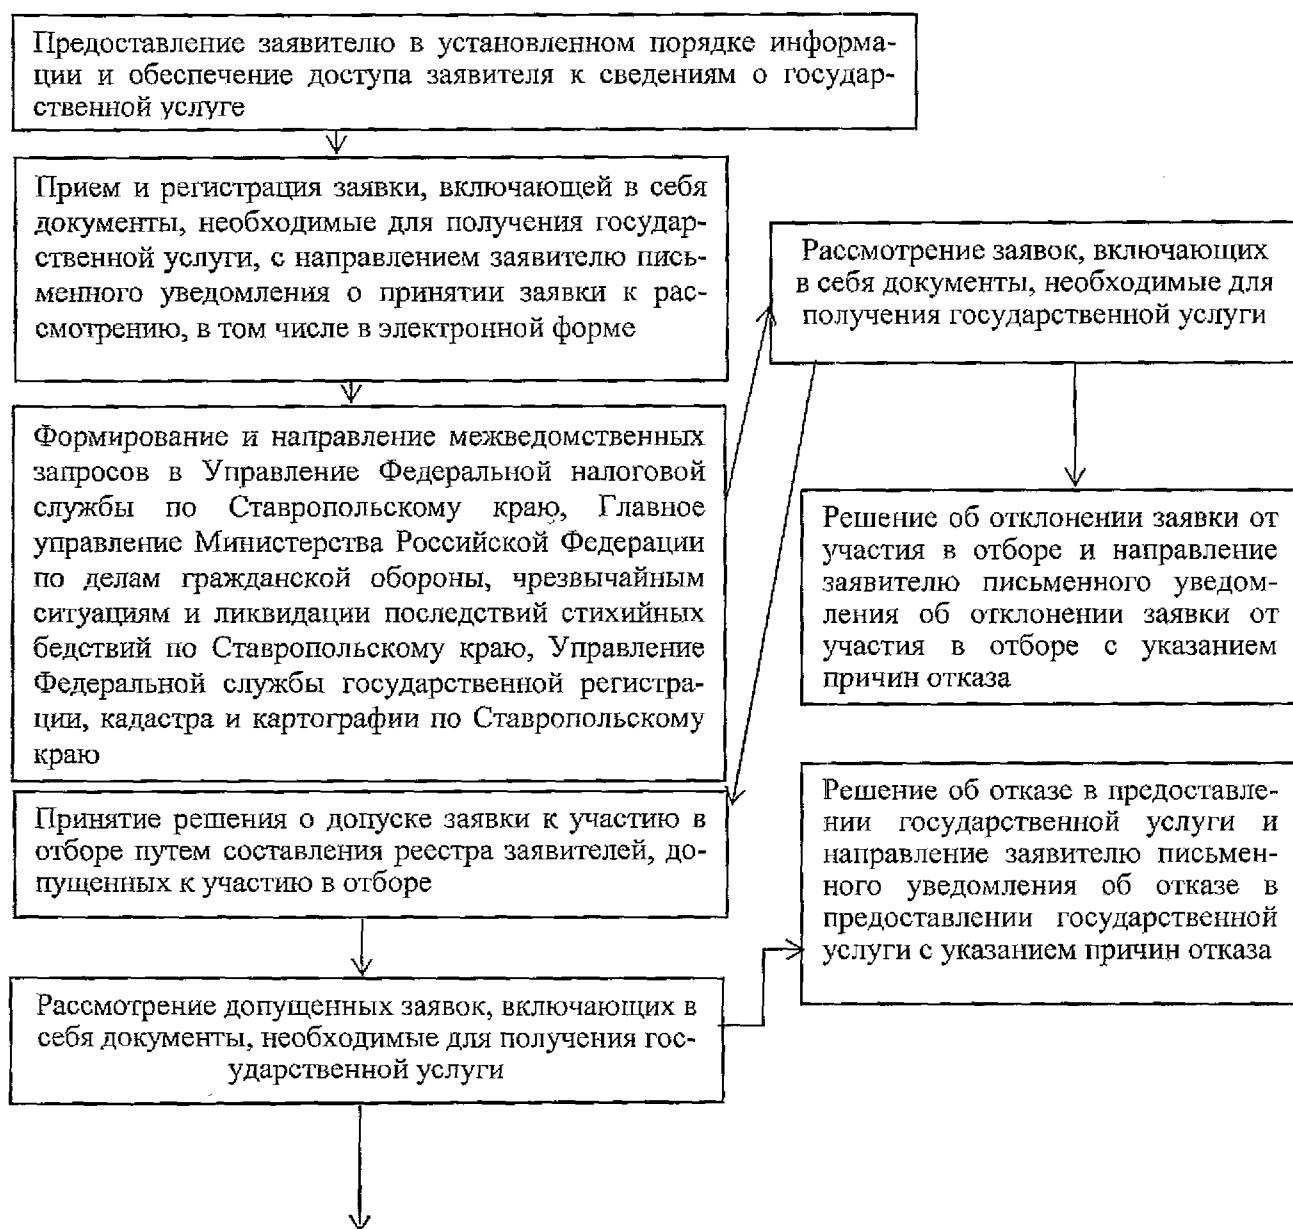 Предоставление заявителю в установленном порядке информа-
ции и обеспечение доступа заявителя к сведениям о государ-
ственной услуге
Прием и регистрация заявки, включающей в себя
документы, необходимые для получения государ-
ственной услуги, с направлением заявителю пись-
менного уведомления о принятии заявки к рас-
смотрению, в том числе в электронной форме
Рассмотрение заявок, включающих
в себя документы, необходимые для
получения государственной услуги
Формирование и направление межведомственных
запросов в Управление Федеральной налоговой
службы по Ставропольскому краю, Главное
управление Министерства Российской Федерации
по делам гражданской обороны, чрезвычайным
ситуациям и ликвидации последствий стихийных
бедствий по Ставропольскому краю, Управление
Федеральной службы государственной регистра-
ции, кадастра и картографии по Ставропольскому
краю
Решение об отклонении заявки от
участия в отборе и направление
заявителю письменного уведом-
ления об отклонении заявки от
участия в отборе с указанием
причин отказа
Принятие решения о допуске заявки к участию в
отборе путем составления реестра заявителей, до-
пущенных к участию в отборе
Решение об отказе в предоставле-
нии государственной услуги и
направление заявителю письмен-
ного уведомления об отказе в
предоставлении государственной
услуги с указанием причин отказа
Рассмотрение допущенных заявок, включающих в
себя документы, необходимые для получения гос-
ударственной услуги